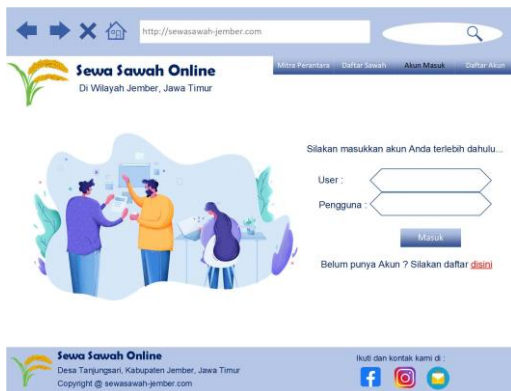 http://sewasawah-jember.com
Sewa Sawah Online
Di Wilayah Jember, Jawa Timur
Mitra Perantara Daftar Sawah Akun Masuk Daftar Akun
Silakan masukkan akun Anda terlebih dahulu...
User :
Pengguna :
Masuk
Belum punya Akun ? Silakan daftar disini
Sewa Sawah Online
Desa Tanjungsari, Kabupaten Jember, Jawa Timur
Copyright @ sewasawah-jember.com
Ikuti dan kontak kami di :